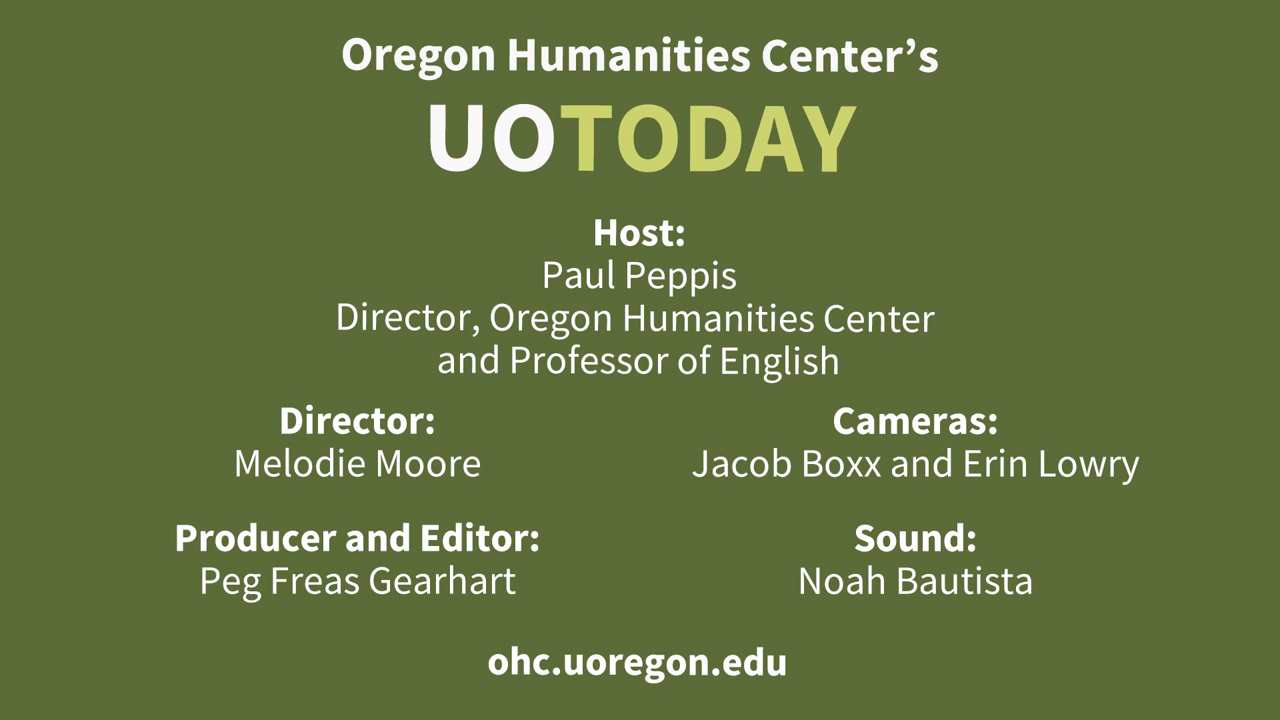 Oregon Humanities Center’s
UOTODAY
Host:
Paul Peppis
Director, Oregon Humanities Center
and Professor of English
Director:
Melodie Moore
Cameras:
Jacob Boxx and Erin Lowry
Producer and Editor:
Peg Freas Gearhart
Sound:
Noah Bautista
ohc.uoregon.edu